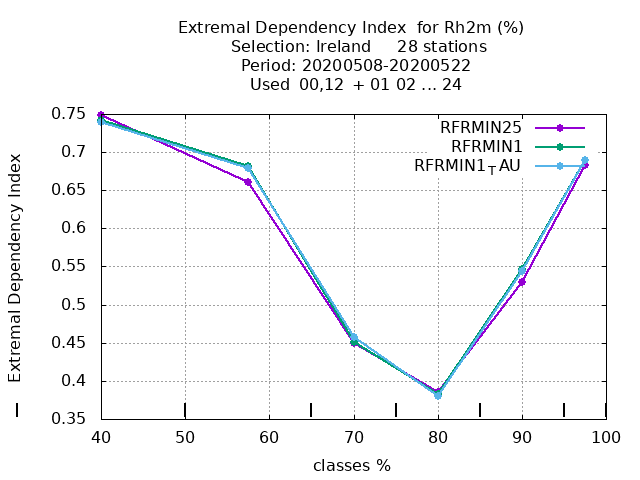 Extremal Dependency Index  for Rh2m (%)
Selection: Ireland     28 stations
Period: 20200508-20200522
Used  00,12  + 01 02 ... 24
RFRMIN25
RFRMIN1
RFRMIN1TAU
0.75
0.7
0.65
0.6
0.55
0.5
0.45
0.4
0.35
Extremal Dependency Index
40 50 60 70 80 90 100
classes %